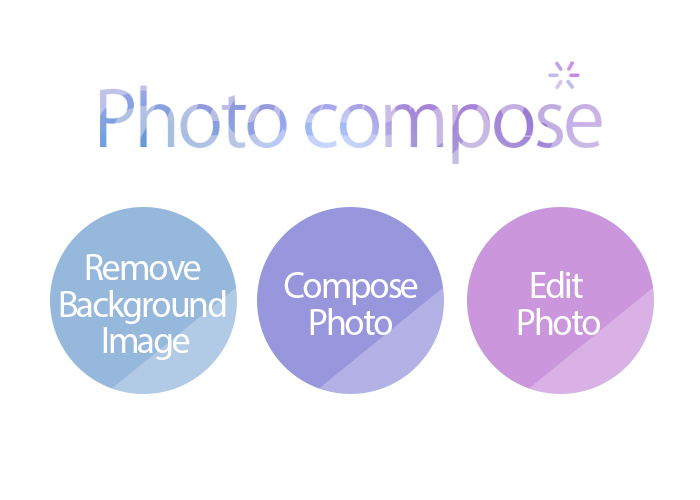 Photo compose
Remove
Background
Image
Compose
Photo
Edit
Photo